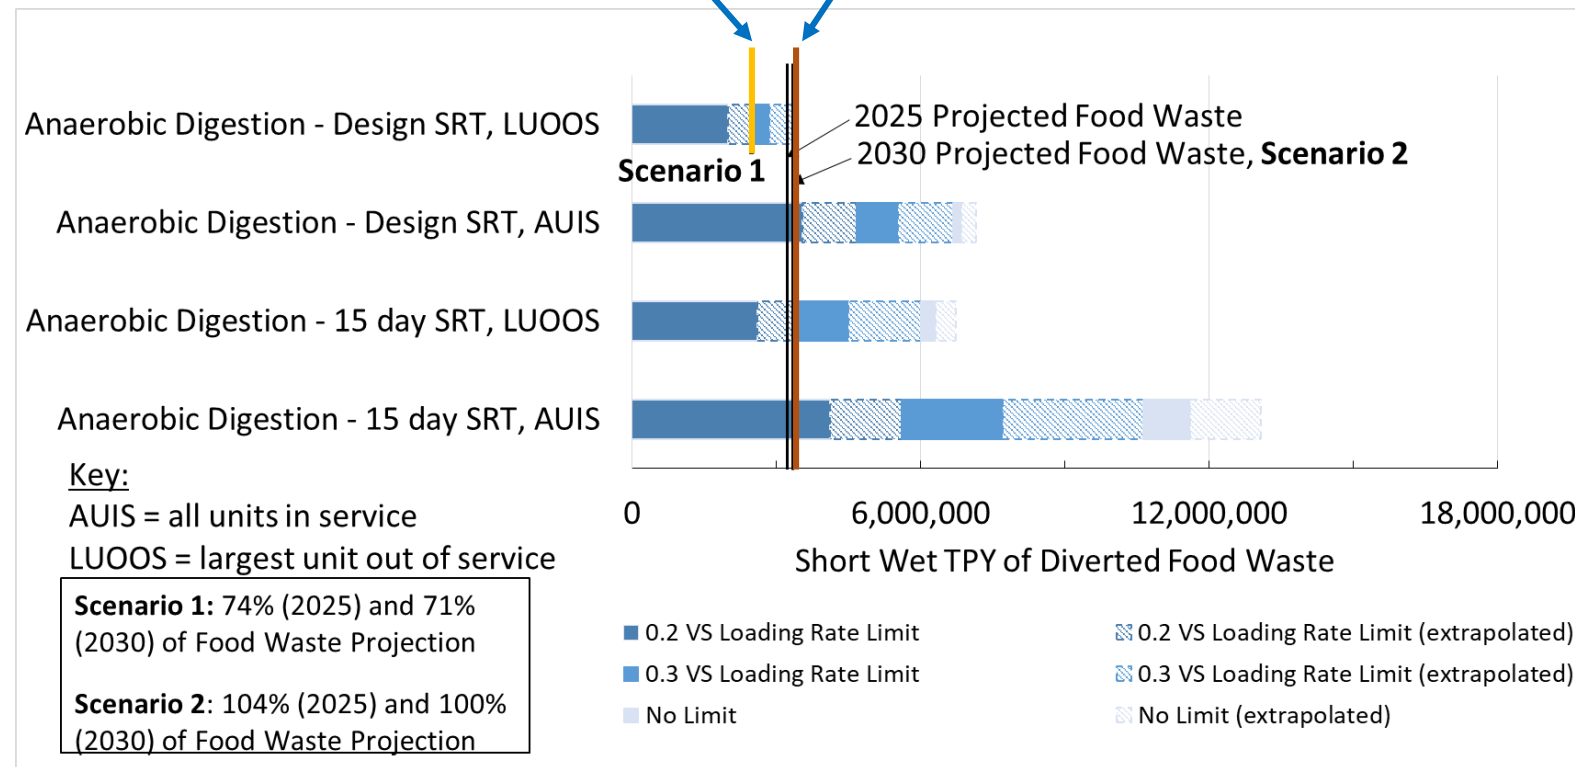 Anaerobic Digestion - Design SRT, LUOOS
2025 Projected Food Waste
2030 Projected Food Waste, Scenario 2
Scenario 1
Anaerobic Digestion - Design SRT, AUIS
Anaerobic Digestion - 15 day SRT, LUOOS
Anaerobic Digestion - 15 day SRT, AUIS
Key:
AUIS = all units in service
LUOOS = largest unit out of service
Scenario 1: 74% (2025) and 71%
(2030) of Food Waste Projection
Scenario 2: 104% (2025) and 100%
(2030) of Food Waste Projection
0
6,000,000
12,000,000
18,000,000
Short Wet TPY of Diverted Food Waste
0.2 VS Loading Rate Limit
0.2 VS Loading Rate Limit (extrapolated)
0.3 VS Loading Rate Limit
0.3 VS Loading Rate Limit (extrapolated)
No Limit
No Limit (extrapolated)